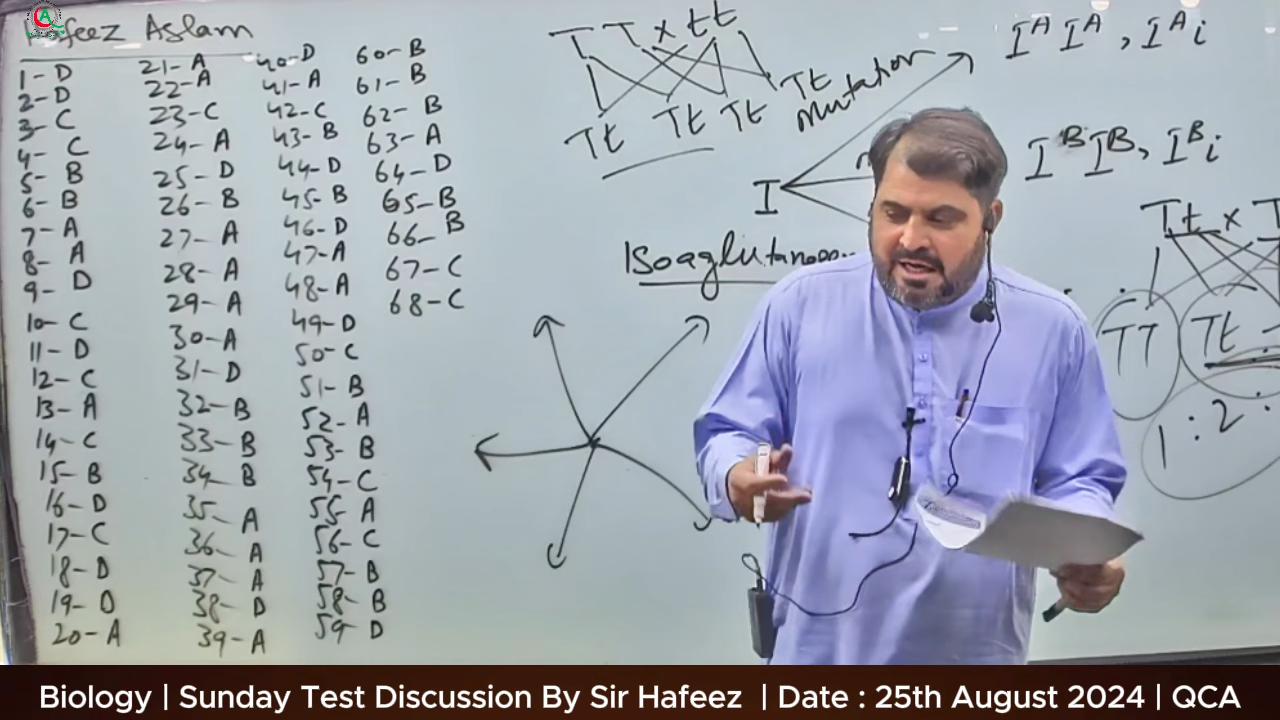 Hafeez Aslam
1-D
2-D
3-C
4-C
5-B
6-B
7-A
8-A
9-D
10-C
11-D
12-C
13-A
14-C
15-B
16-D
17-C
18-D
19-D
20-A
21-A
22-A
23-C
24-A
25-D
26-B
27-A
28-A
29-A
30-A
31-D
32-B
33-B
34-B
35-A
36-A
37-A
38-D
39-A
40-D
41-A
42-C
43-B
44-D
45-B
46-D
47-A
48-A
49-D
50-C
51-B
52-A
53-B
54-C
55-A
56-C
57-B
58-B
59-D
60-B
61-B
62-B
63-A
64-D
65-B
66-B
67-C
68-C
TT x tt
Tt Tt Tt Tt
Mutation
I
I^A I^A, I^A i
I^B I^B, I^B i
Tt x T
TT Tt
1:2:
Biology | Sunday Test Discussion By Sir Hafeez | Date : 25th August 2024 | QCA